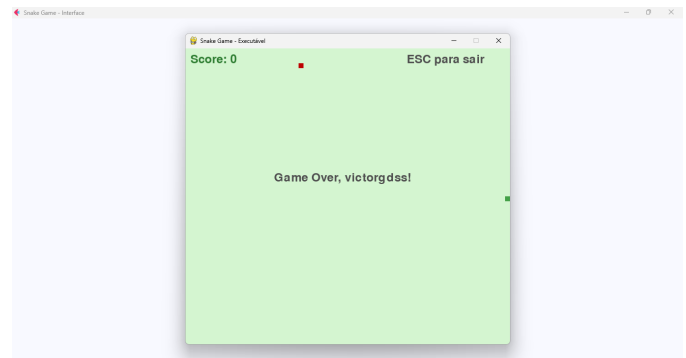 Snake Game - Interface
Snake Game - Executável
Score: 0
ESC para sair
Game Over, victorgdss!